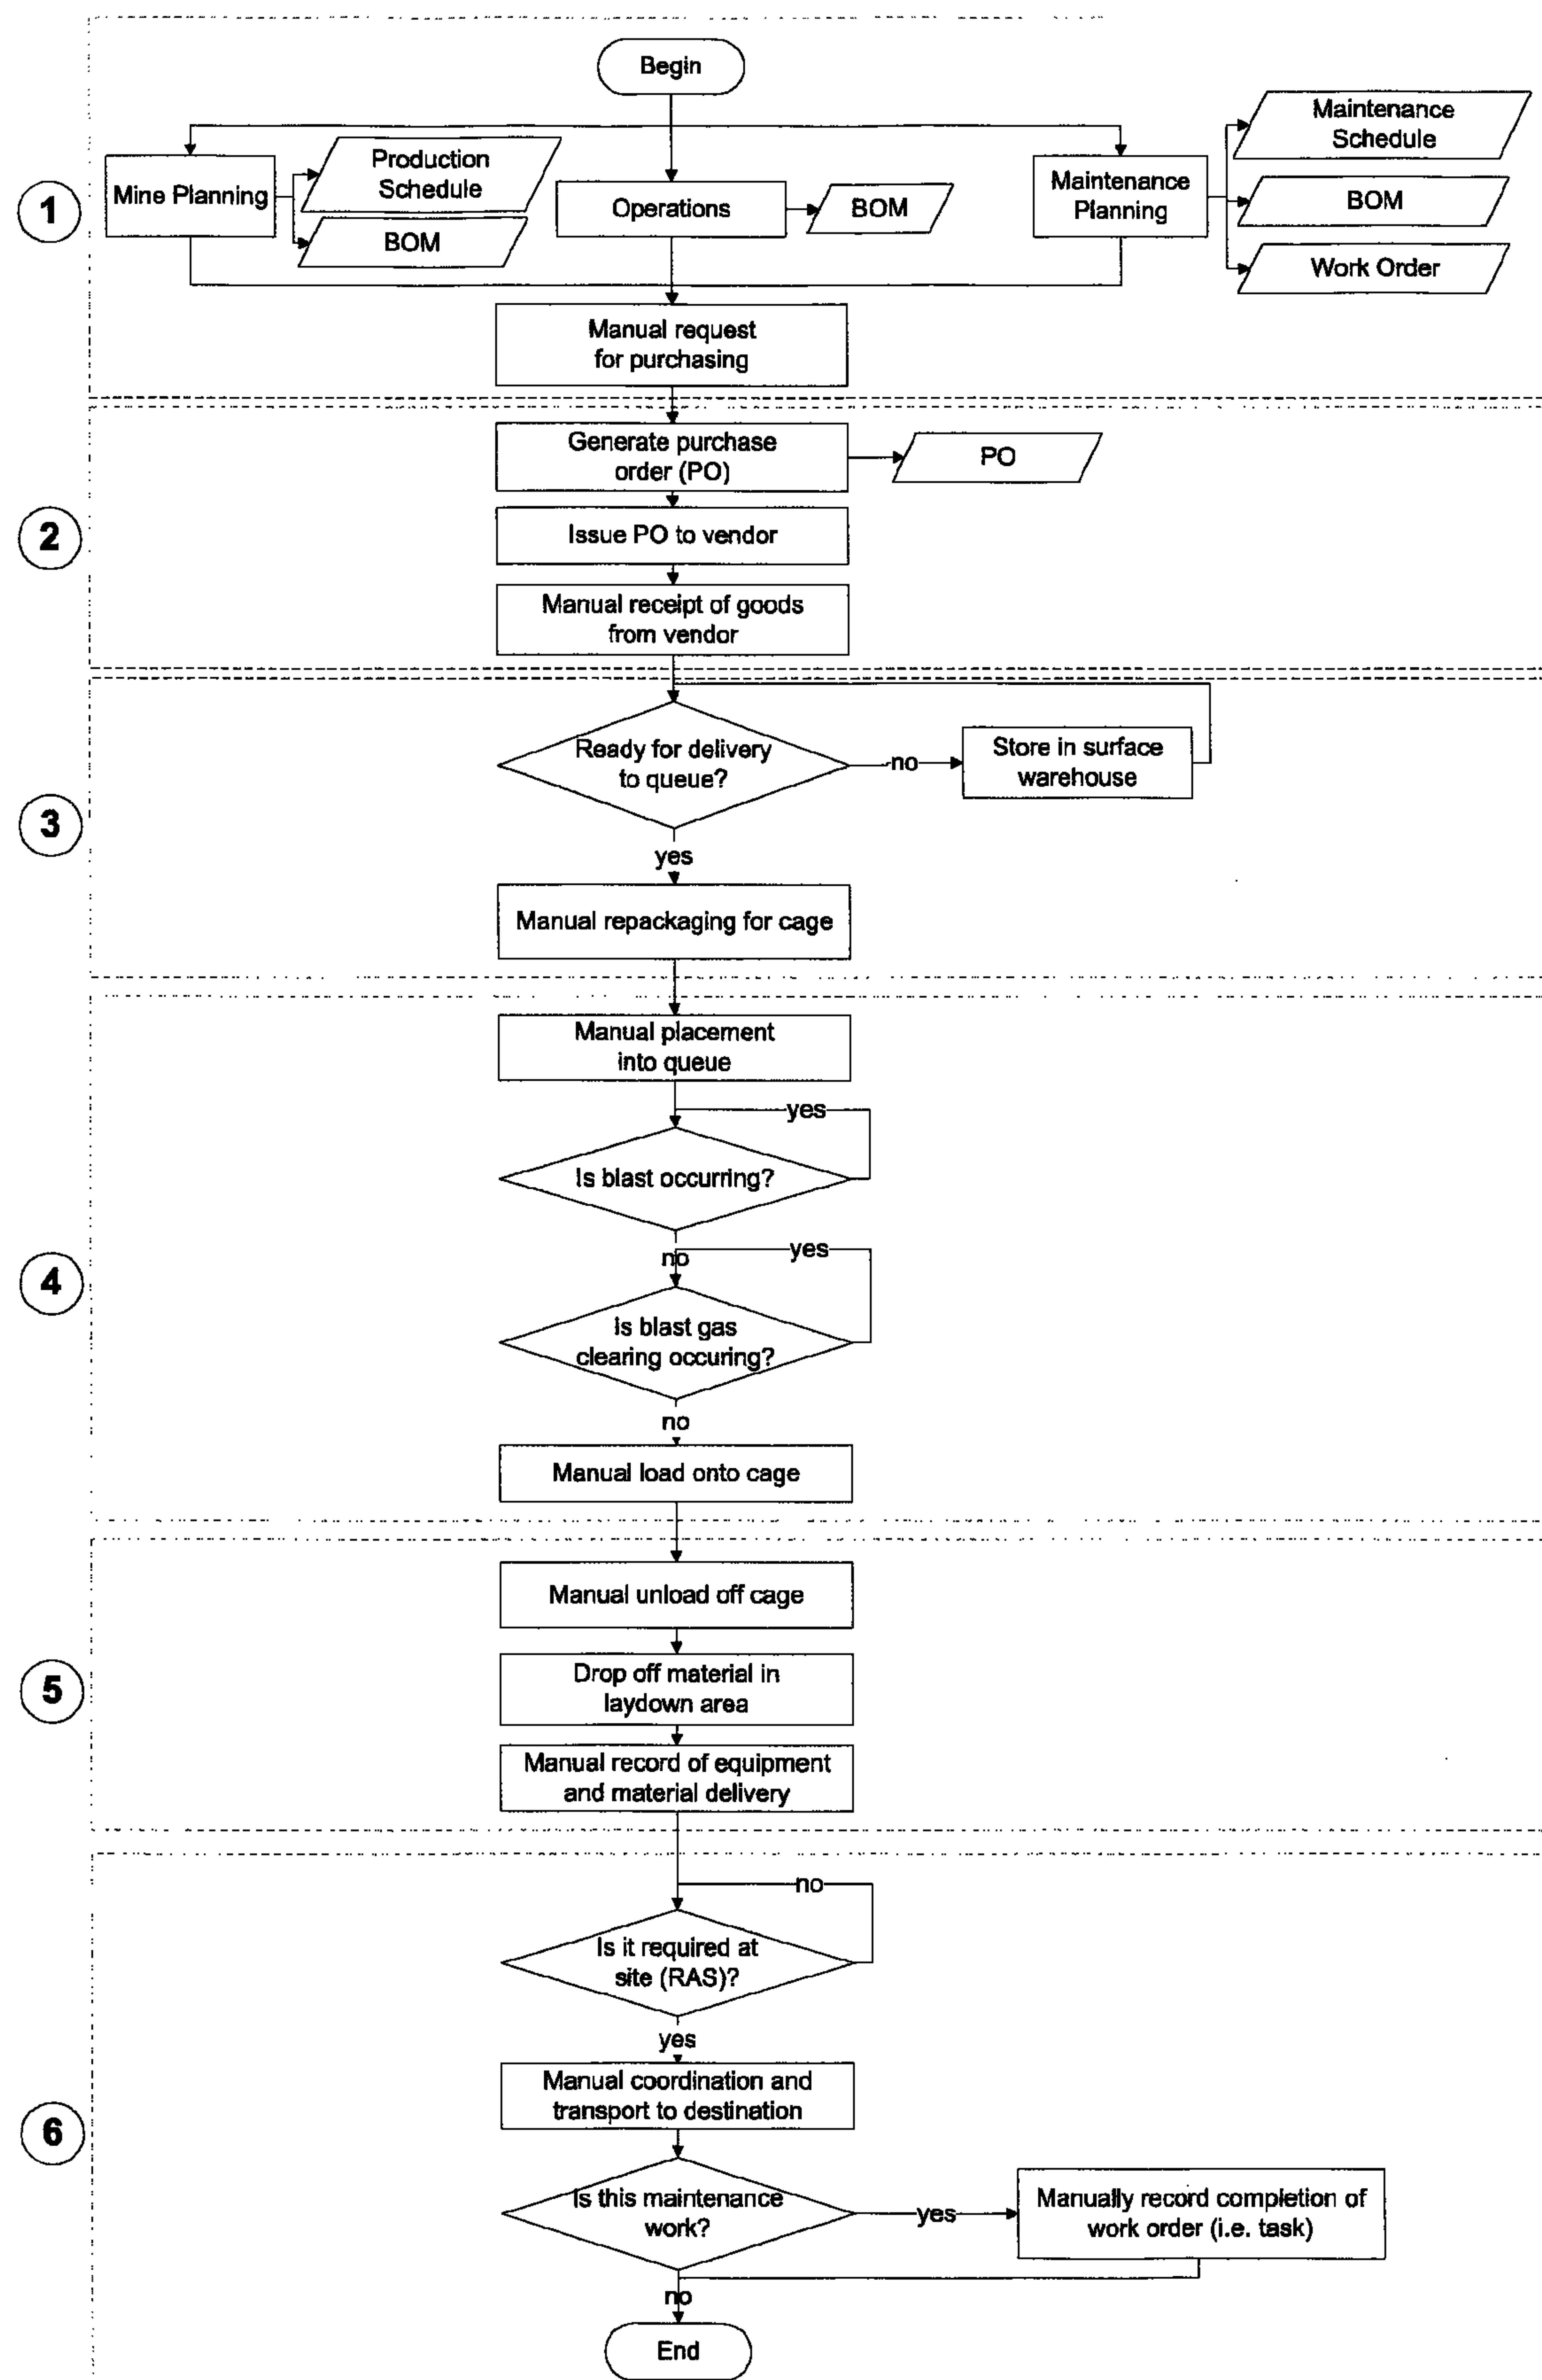 Begin
1
Mine Planning
Production
Schedule
BOM
Operations
BOM
Maintenance
Planning
Maintenance
Schedule
BOM
Work Order
Manual request
for purchasing
2
Generate purchase
order (PO)
PO
Issue PO to vendor
Manual receipt of goods
from vendor
3
Ready for delivery
to queue?
no
Store in surface
warehouse
yes
Manual repackaging for cage
4
Manual placement
into queue
yes
Is blast occurring?
no
yes
Is blast gas
clearing occuring?
no
Manual load onto cage
5
Manual unload off cage
Drop off material in
laydown area
Manual record of equipment
and material delivery
6
no
Is it required at
site (RAS)?
yes
Manual coordination and
transport to destination
Is this maintenance
work?
yes
Manually record completion of
work order (i.e. task)
no
End